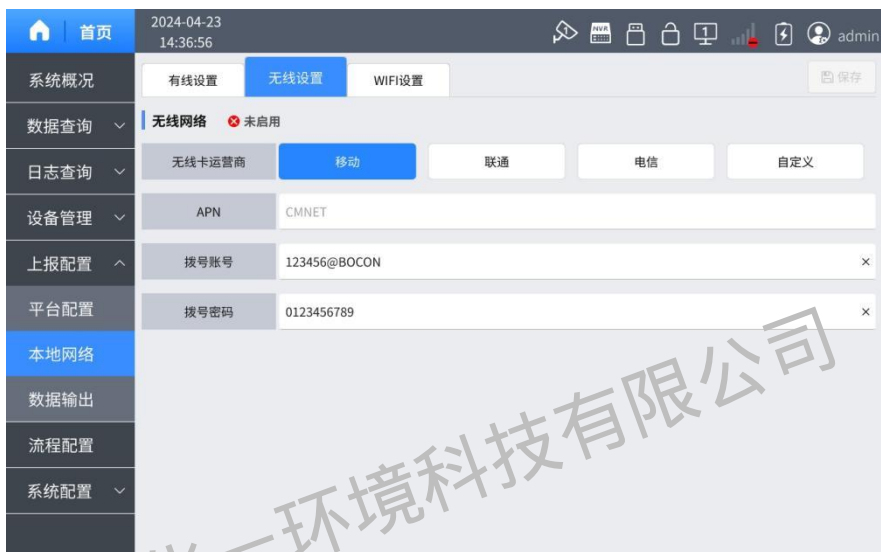 首页
2024-04-23
14:36:56
NVR
1
1
admin
系统概况
数据查询
日志查询
设备管理
上报配置
平台配置
本地网络
数据输出
流程配置
系统配置
有线设置
无线设置
WIFI设置
保存
无线网络
未启用
无线卡运营商
移动
联通
电信
自定义
APN
CMNET
拨号账号
123456@BOCON
拨号密码
0123456789
一环境科技有限公司